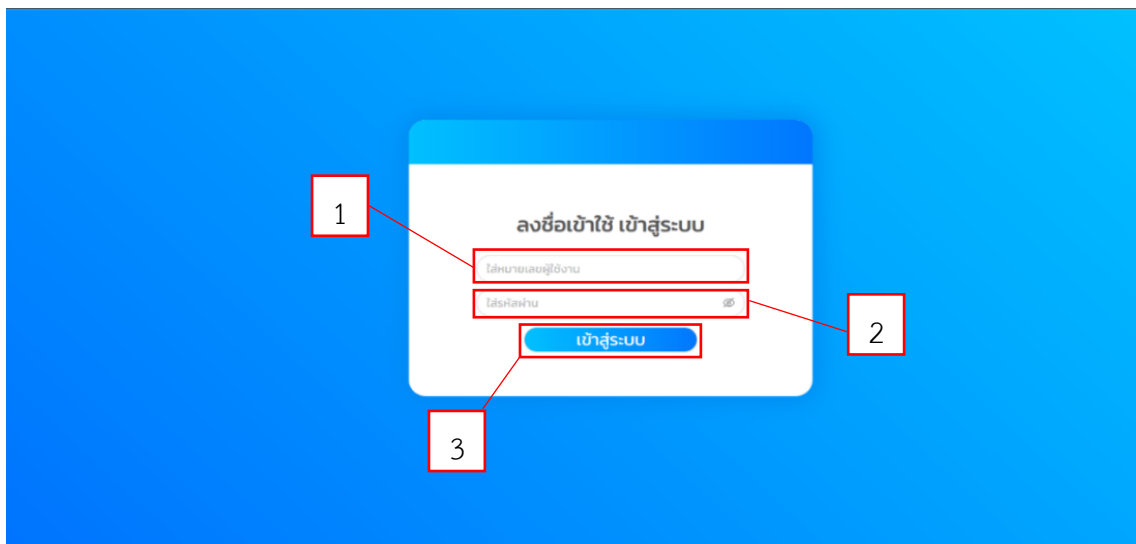 1
ลงชื่อเข้าใช้ เข้าสู่ระบบ
ใส่หมายเลขผู้ใช้งาน
ใส่รหัสผ่าน
2
เข้าสู่ระบบ
3